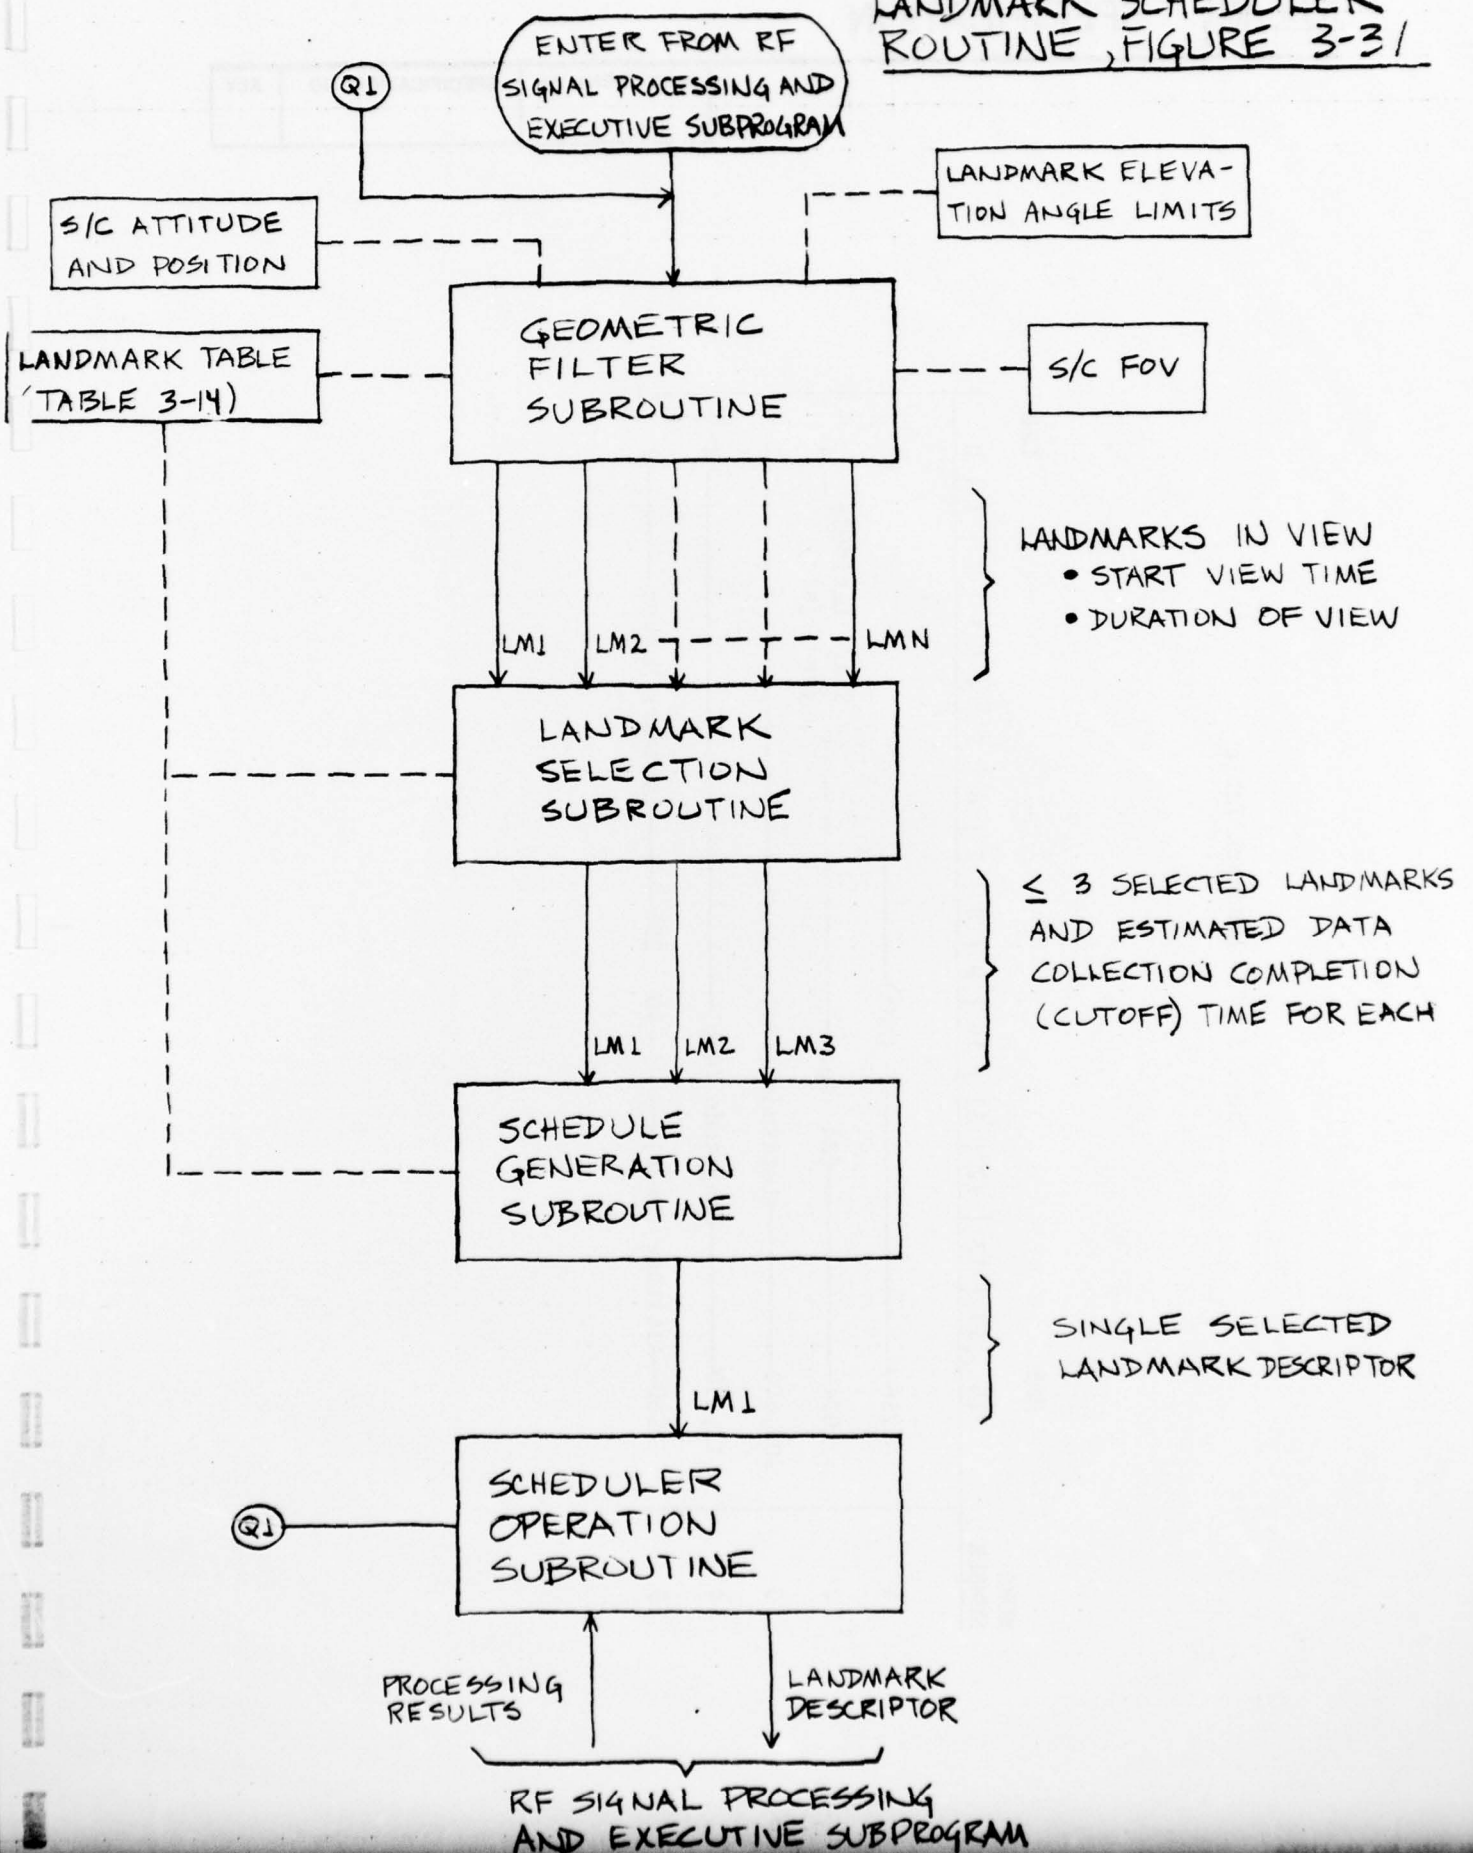 LANDMARK SCHEDULER
ROUTINE, FIGURE 3-31
ENTER FROM RF
SIGNAL PROCESSING AND
EXECUTIVE SUBPROGRAM
Q1
LANDMARK ELEVA-
TION ANGLE LIMITS
S/C ATTITUDE
AND POSITION
GEOMETRIC
FILTER
SUBROUTINE
LANDMARK TABLE
(TABLE 3-14)
S/C FOV
LANDMARKS IN VIEW
• START VIEW TIME
• DURATION OF VIEW
LM1
LM2
LMN
LANDMARK
SELECTION
SUBROUTINE
≤ 3 SELECTED LANDMARKS
AND ESTIMATED DATA
COLLECTION COMPLETION
(CUTOFF) TIME FOR EACH
LM1
LM2
LM3
SCHEDULE
GENERATION
SUBROUTINE
SINGLE SELECTED
LANDMARK DESCRIPTOR
LM1
SCHEDULER
OPERATION
SUBROUTINE
Q1
PROCESSING
RESULTS
LANDMARK
DESCRIPTOR
RF SIGNAL PROCESSING
AND EXECUTIVE SUBPROGRAM